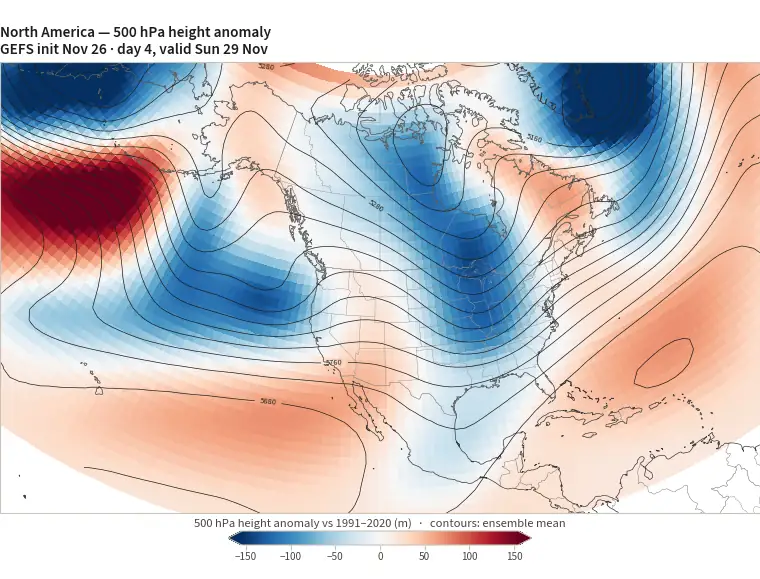 North America — 500 hPa height anomaly
GEFS init Nov 26 · day 4, valid Sun 29 Nov
5280
5160
5280
5760
5880
500 hPa height anomaly vs 1991–2020 (m) · contours: ensemble mean
−150 −100 −50 0 50 100 150